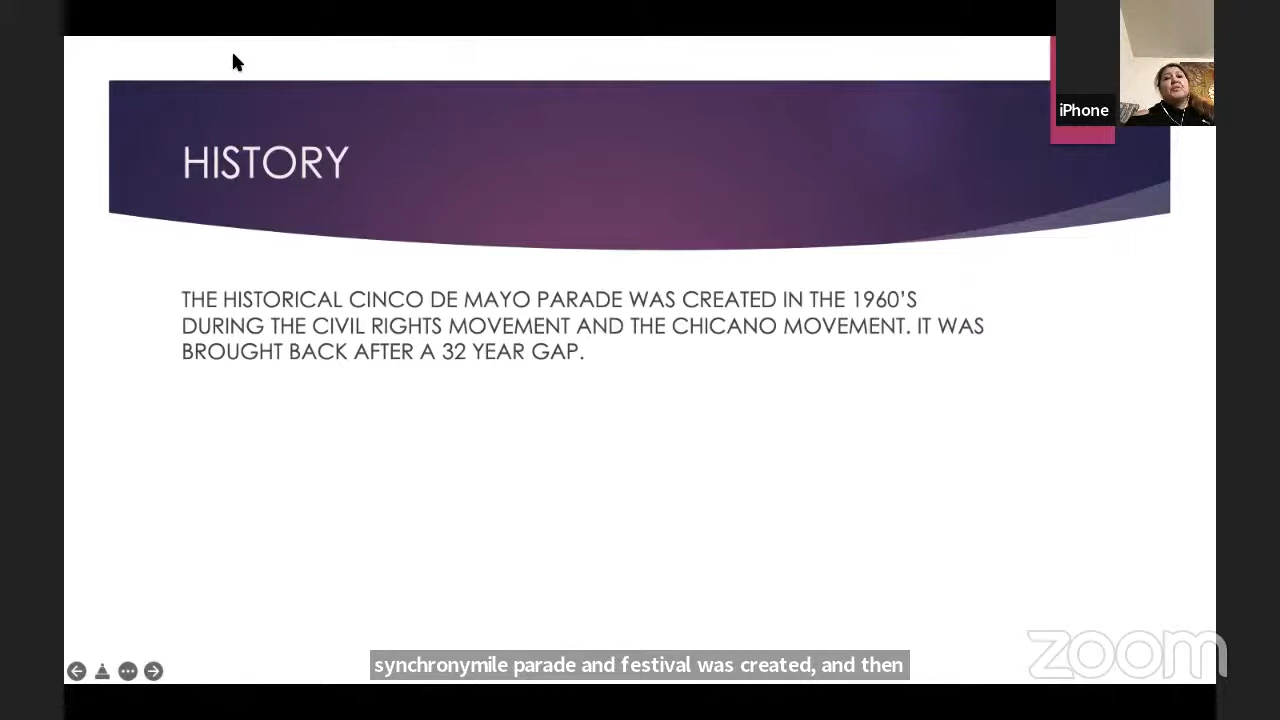 iPhone
HISTORY
THE HISTORICAL CINCO DE MAYO PARADE WAS CREATED IN THE 1960'S
DURING THE CIVIL RIGHTS MOVEMENT AND THE CHICANO MOVEMENT. IT WAS
BROUGHT BACK AFTER A 32 YEAR GAP.
synchronymile parade and festival was created, and then
zoom